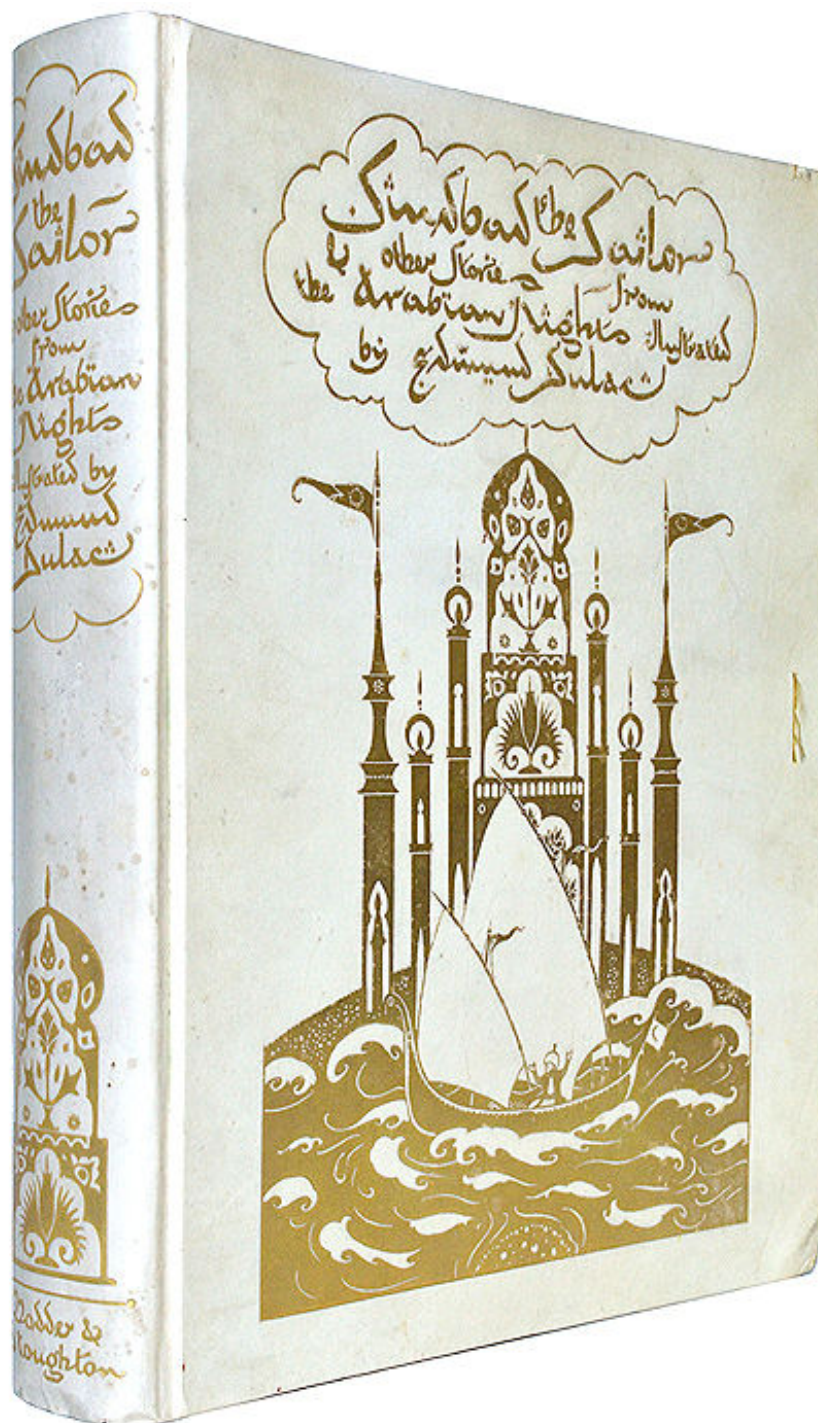 Sindbad
the
Sailor
other Stories
from
Arabian
Nights
illustrated by
Edmund
Dulac
Hodder &
Stoughton
Sindbad the Sailor
& other Stories from
the Arabian Nights illustrated
by Edmund Dulac